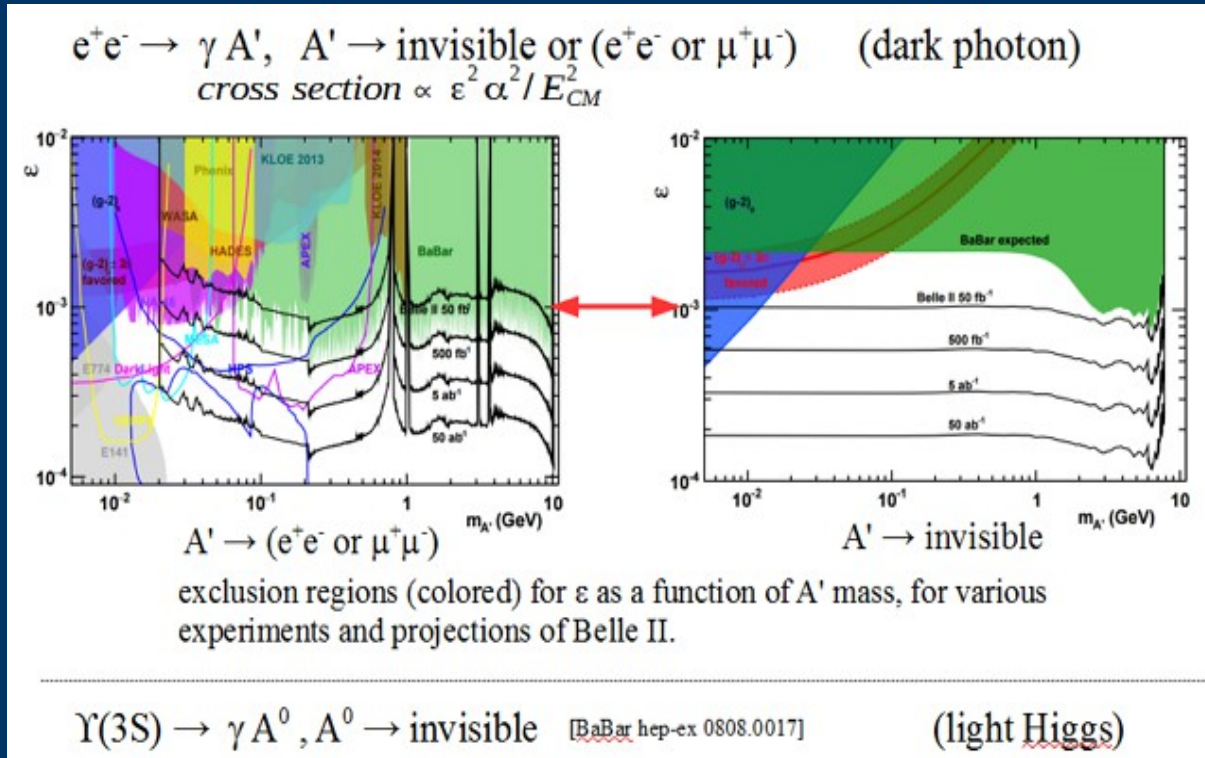 e⁺e⁻ → γ A', A' → invisible or (e⁺e⁻ or μ⁺μ⁻) (dark photon)
cross section ∝ ε² α² / E²CM
10⁻²
ε
(g-2)e
WASA
Phenix
KLOE 2013
KLOE 2014
HADES
APEX
BaBar
favored
10⁻³
Belle II 50 fb⁻¹
MESA
E774
DarkLight
HPS
APEX
500 fb⁻¹
5 ab⁻¹
50 ab⁻¹
E141
10⁻⁴
10⁻² 10⁻¹ 1 10
mA' (GeV)
10⁻²
ε
(g-2)e
BaBar expected
favored
10⁻³
Belle II 50 fb⁻¹
500 fb⁻¹
5 ab⁻¹
50 ab⁻¹
10⁻⁴
10⁻² 10⁻¹ 1 10
mA' (GeV)
A' → (e⁺e⁻ or μ⁺μ⁻)
A' → invisible
exclusion regions (colored) for ε as a function of A' mass, for various
experiments and projections of Belle II.
ϒ(3S) → γ A⁰ , A⁰ → invisible [BaBar hep-ex 0808.0017] (light Higgs)